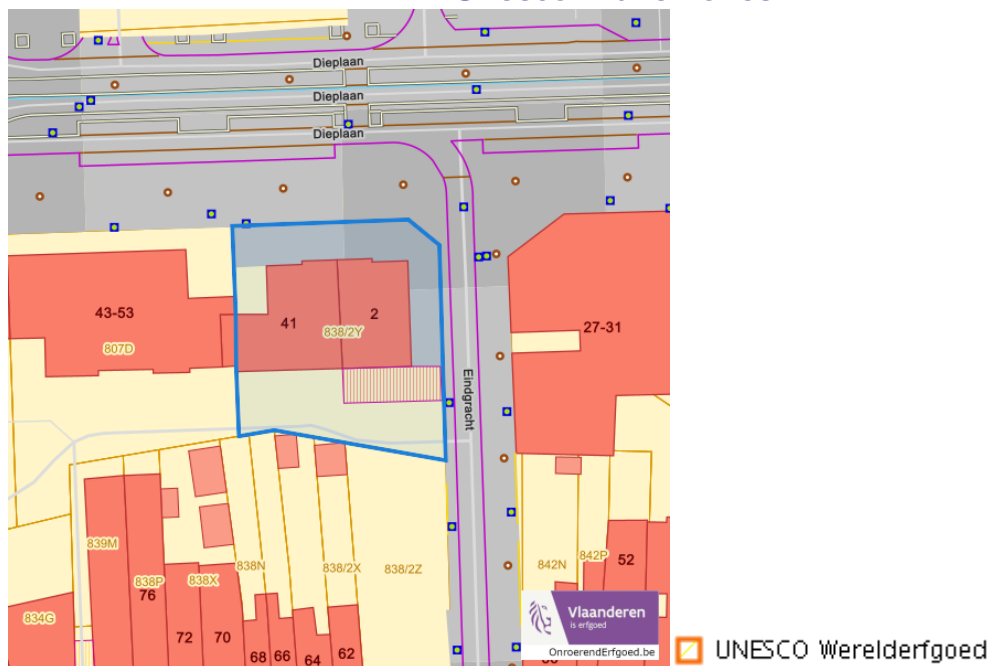 Dieplaan
Dieplaan
Dieplaan
43-53
807D
41
2
838/2Y
27-31
Eindgracht
839M
838P
76
838X
838N
838/2X
838/2Z
842N
842P
52
834G
72
70
68
66
64
62
Vlaanderen
is erfgoed
OnroerendErfgoed.be
UNESCO Werelderfgoed